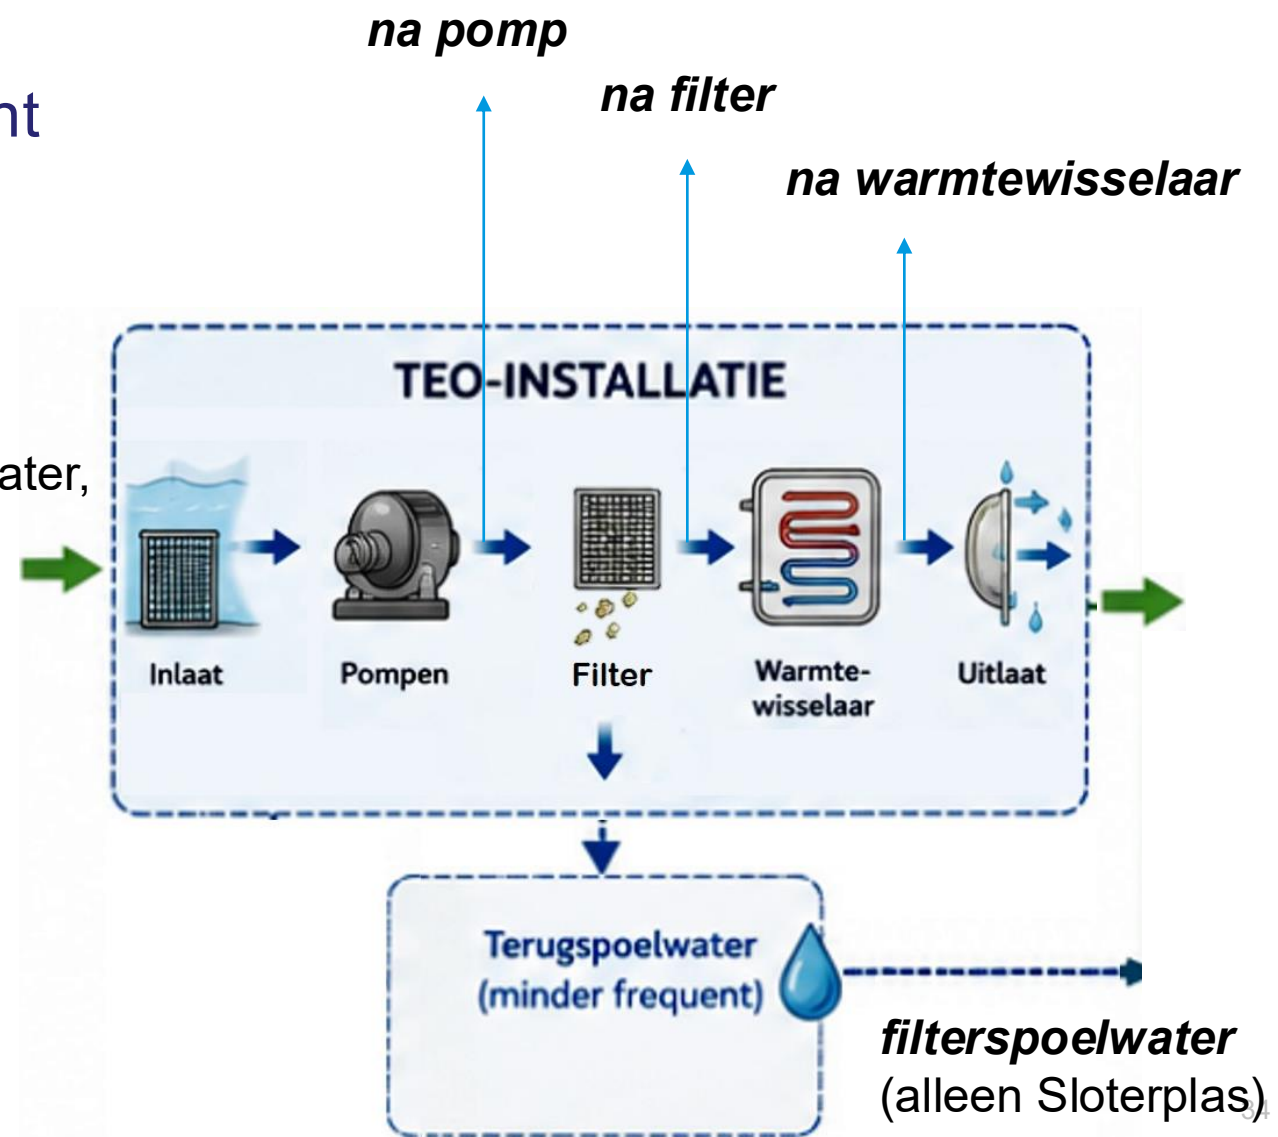 na pomp
na filter
nt
na warmtewisselaar
TEO-INSTALLATIE
ater,
Inlaat
Pompen
Filter
Warmte-
wisselaar
Uitlaat
Terugspoelwater
(minder frequent)
filterspoelwater
(alleen Sloterplas)
34